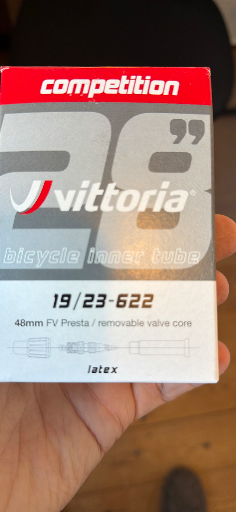 competition
28”
vittoria®
bicycle inner tube
19/23-622
48mm FV Presta / removable valve core
latex